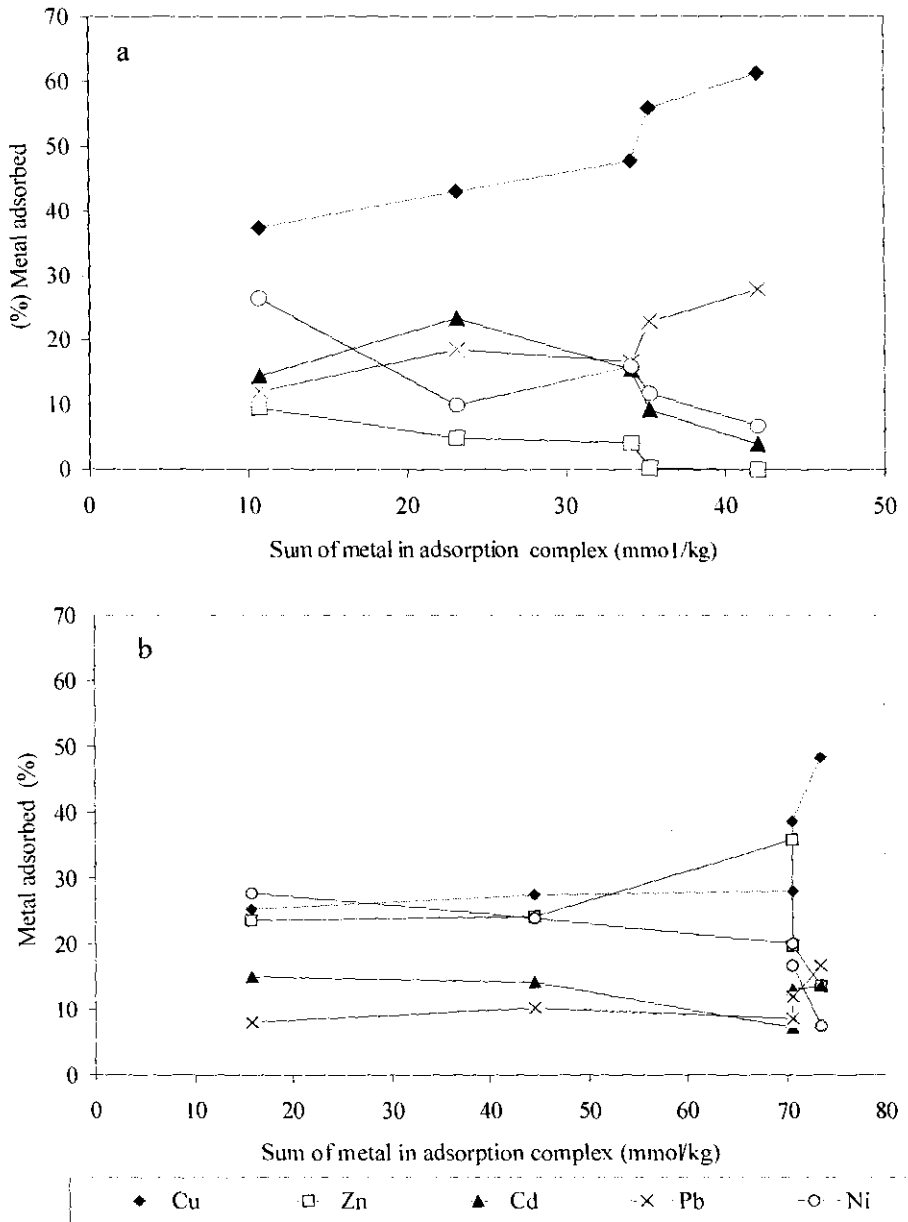 70
a
60
50
40
30
20
10
0
(%) Metal adsorbed
0 10 20 30 40 50
Sum of metal in adsorption complex (mmol/kg)
70
b
60
50
40
30
20
10
0
Metal adsorbed (%)
0 10 20 30 40 50 60 70 80
Sum of metal in adsorption complex (mmol/kg)
Cu Zn Cd Pb Ni